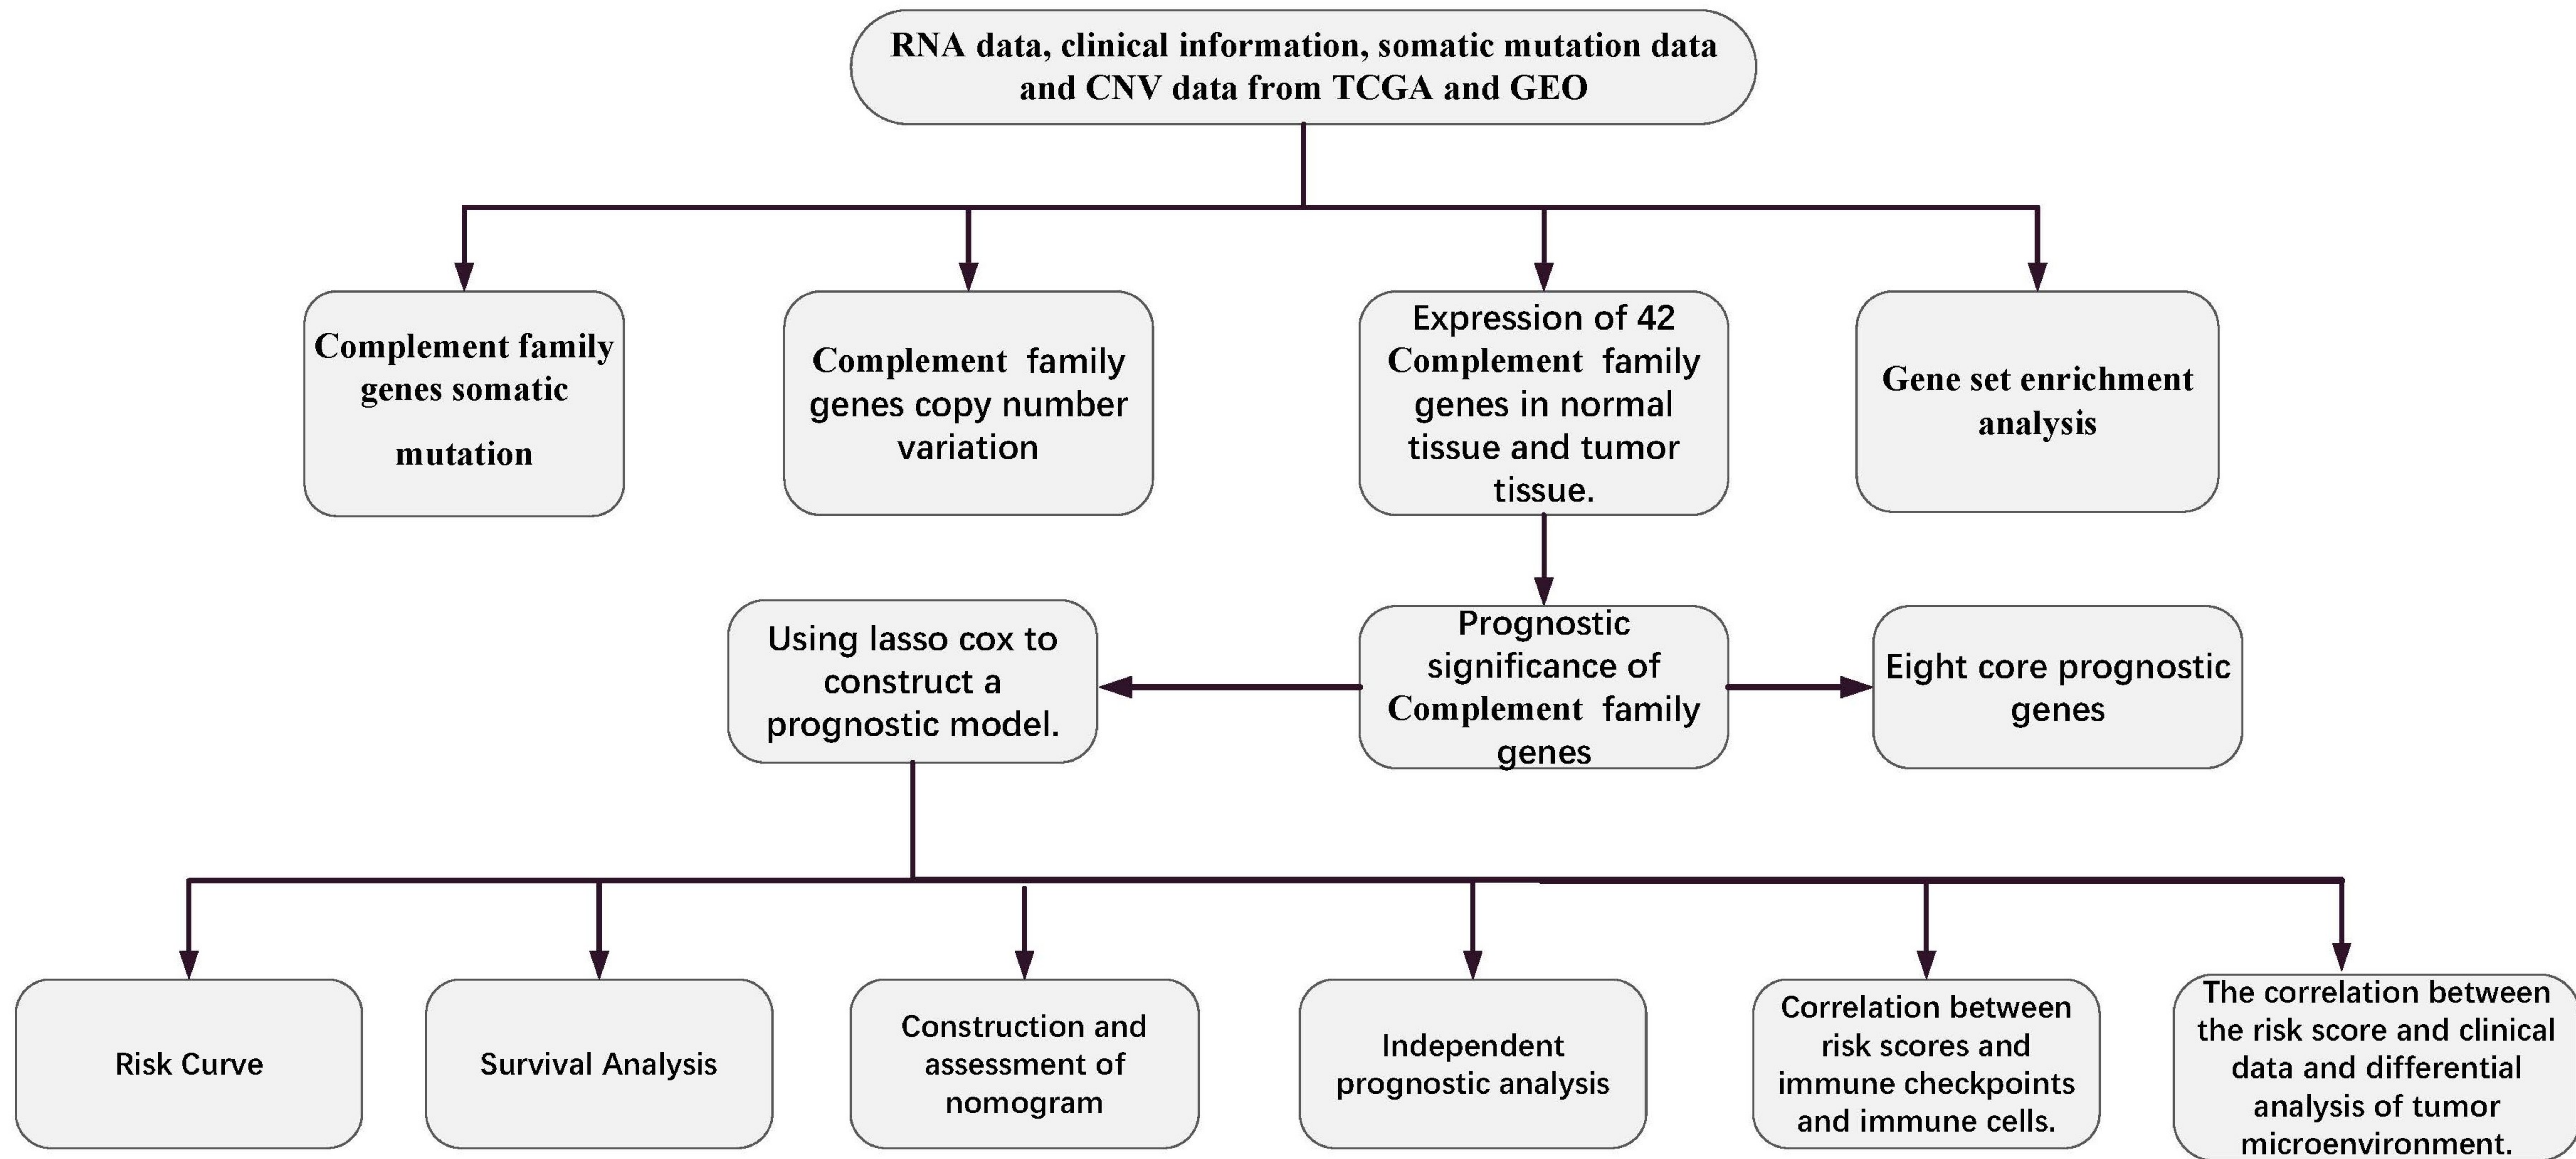 RNA data, clinical information, somatic mutation data
and CNV data from TCGA and GEO
Complement family
genes somatic
mutation
Complement family
genes copy number
variation
Expression of 42
Complement family
genes in normal
tissue and tumor
tissue.
Gene set enrichment
analysis
Using lasso cox to
construct a
prognostic model.
Prognostic
significance of
Complement family
genes
Eight core prognostic
genes
Risk Curve
Survival Analysis
Construction and
assessment of
nomogram
Independent
prognostic analysis
Correlation between
risk scores and
immune checkpoints
and immune cells.
The correlation between
the risk score and clinical
data and differential
analysis of tumor
microenvironment.